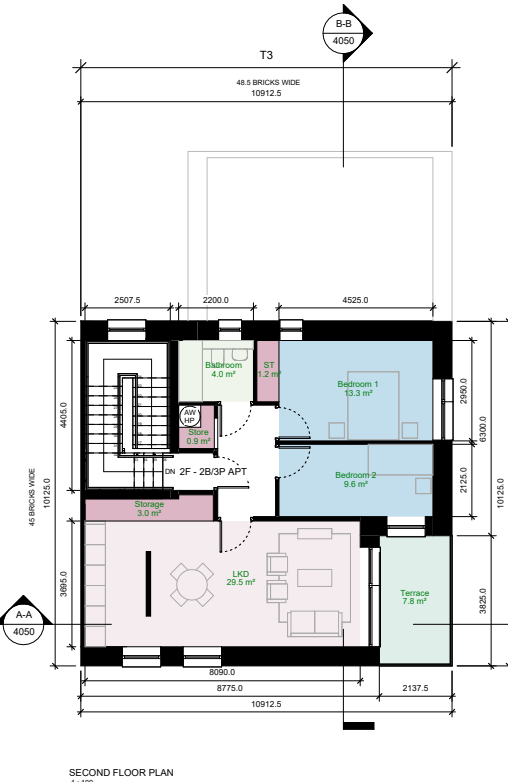 B-B
4050
T3
48.5 BRICKS WIDE
10912.5
2507.5
2200.0
4525.0
Bathroom
4.0 m²
ST
1.2 m²
Bedroom 1
13.3 m²
2950.0
6300.0
4405.0
AW
HP
Store
0.9 m²
DN
2F - 2B/3P APT
Bedroom 2
9.6 m²
2125.0
10125.0
45 BRICKS WIDE
10125.0
Storage
3.0 m²
LKD
29.5 m²
Terrace
7.8 m²
3695.0
3825.0
A-A
4050
8090.0
8775.0
2137.5
10912.5
SECOND FLOOR PLAN